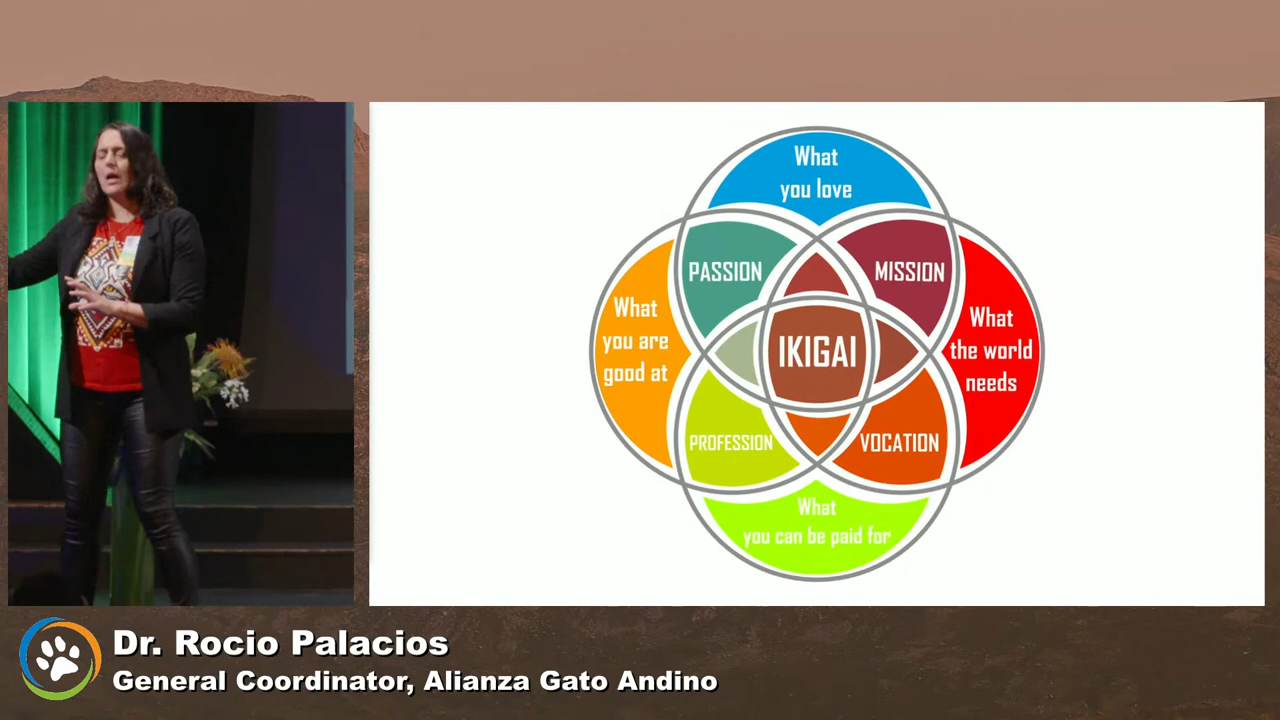 What
you love
PASSION
MISSION
What
you are
good at
IKIGAI
What
the world
needs
PROFESSION
VOCATION
What
you can be paid for
Dr. Rocio Palacios
General Coordinator, Alianza Gato Andino